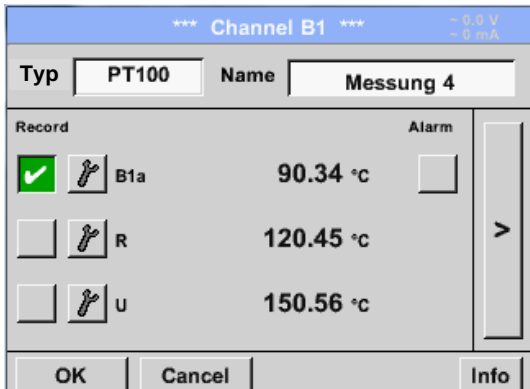 *** Channel B1 ***
~ 0.0 V
~ 0 mA
Typ PT100 Name Messung 4
Record Alarm
B1a 90.34 °C
R 120.45 °C
U 150.56 °C
>
OK Cancel Info